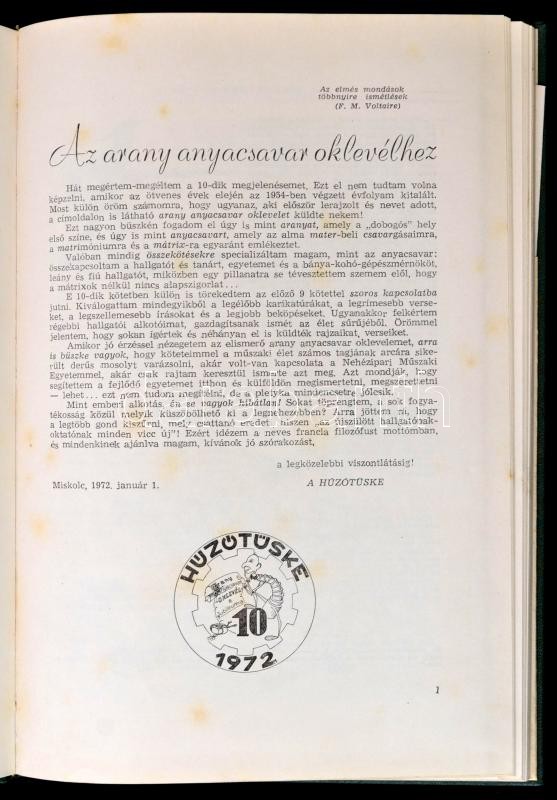 Az elmés mondások
többnyire ismétlések
(F. M. Voltaire)
Az arany anyacsavar oklevélhez
Hát megértem-megéltem a 10-dik megjelenésemet. Ezt el nem tudtam volna
képzelni, amikor az ötvenes évek elején az 1954-ben végzett évfolyam kitalált.
Most külön öröm számomra, hogy ugyanaz, aki először lerajzolt és nevet adott,
a címoldalon is látható arany anyacsavar oklevelet küldte nekem!
Ezt nagyon büszkén fogadom el úgy is mint aranyat, amely a „dobogós" hely
első színe, és úgy is mint anyacsavart, amely az alma mater-beli csavargásaimra,
a matrimóniumra és a mátrix-ra egyaránt emlékeztet.
Valóban mindig összekötésekre specializáltam magam, mint az anyacsavar:
összekapcsoltam a hallgatót és tanárt, egyetemet és a bánya-kohó-gépészmérnököt,
leány és fiú hallgatót, miközben egy pillanatra se tévesztettem szemem elől, hogy
a mátrixok nélkül nincs alapszigorlat...
E 10-dik kötetben külön is törekedtem az előző 9 kötettel szoros kapcsolatba
jutni. Kiválogattam mindegyikből a legélőbb karikatúrákat, a legrímesebb verse-
ket, a legszellemesebb írásokat és a legjobb beköpéseket. Ugyanakkor felkértem
régebbi hallgatói alkotóimat, gazdagítsanak ismét az élet sűrűjéből. Örömmel
jelentem, hogy sokan ígértek és néhányan el is küldték rajzaikat, verseiket.
Amikor jó érzéssel nézegetem az elismerő arany anyacsavar oklevelemet, arra
is büszke vagyok, hogy köteteimmel a műszaki élet számos tagjának arcára sike-
rült derűs mosolyt varázsolni, akár volt-van kapcsolata a Nehézipari Műszaki
Egyetemmel, akár csak rajtam keresztül ismerte azt meg. Azt mondják, hogy
segítettem a fejlődő egyetemet itthon és külföldön megismertetni, megszerettetni
— lehet... ezt nem tudom megítélni, de a pletyka mindenesetre jólesik.
Mint emberi alkotás, én se vagyok hibátlan! Sokat töprengtem, a sok fogya-
tékosság közül melyik küszöbölhető ki a legnehezebben? Arra jöttem rá, hogy
a legtöbb gond kiszűrni, mely csattanó eredeti, hiszen „az újszülött hallgatónak-
oktatónak minden vicc új"! Ezért idézem a neves francia filozófust mottómban,
és mindenkinek ajánlva magam, kívánok jó szórakozást,
a legközelebbi viszontlátásig!
Miskolc, 1972. január 1. A HÚZÓTÜSKE
HÚZÓTÜSKE
10
1972
1